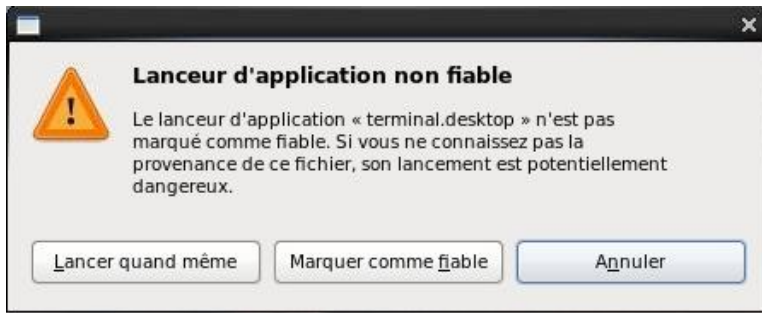 Lanceur d'application non fiable
Le lanceur d'application « terminal.desktop » n'est pas
marqué comme fiable. Si vous ne connaissez pas la
provenance de ce fichier, son lancement est potentiellement
dangereux.
Lancer quand même Marquer comme fiable Annuler